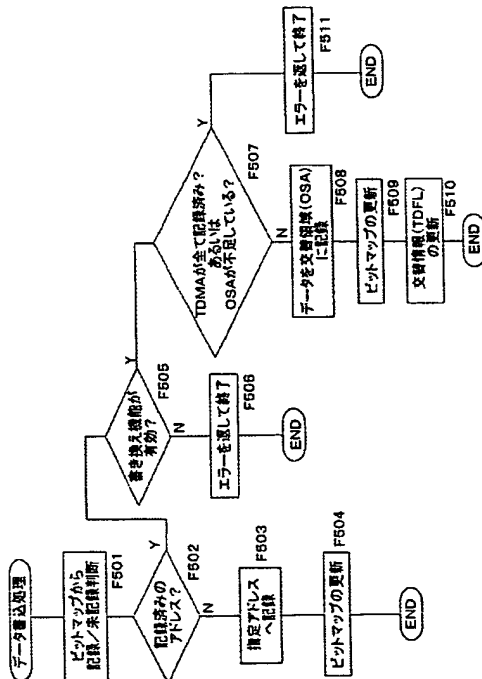 データ書込処理
ビットマップから
記録／未記録判断
F501
記録済みの
アドレス？
F502
Y
N
指定アドレス
へ記録
F503
ビットマップの更新
F504
END
書き換え機能が
有効？
F505
Y
N
エラーを返して終了
F506
END
TDMAが全て記録済み？
あるいは
OSAが不足している？
F507
Y
N
データを交替領域(OSA)
に記録
F508
ビットマップの更新
F509
交替情報(TDFL)
の更新
F510
END
エラーを返して終了
F511
END